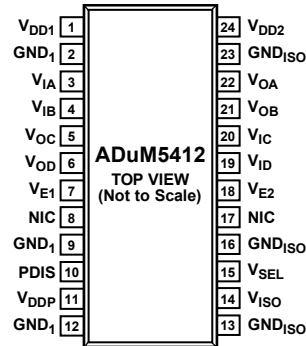 VDD1 1
GND1 2
VIA 3
VIB 4
VOC 5
VOD 6
VE1 7
NIC 8
GND1 9
PDIS 10
VDDP 11
GND1 12
ADuM5412
TOP VIEW
(Not to Scale)
24 VDD2
23 GNDISO
22 VOA
21 VOB
20 VIC
19 VID
18 VE2
17 NIC
16 GNDISO
15 VSEL
14 VISO
13 GNDISO